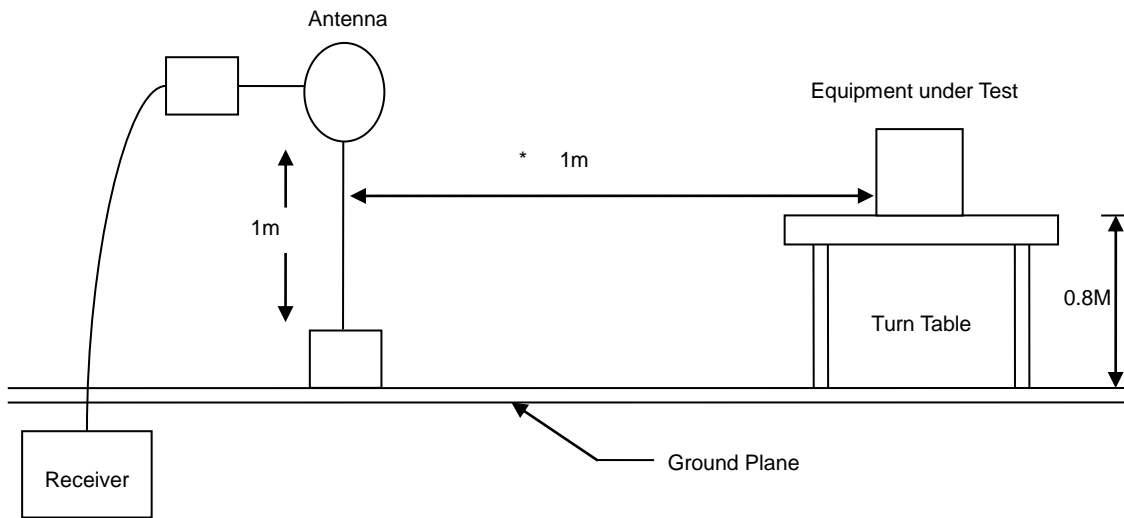 Antenna
Equipment under Test
* 1m
1m
0.8M
Turn Table
Ground Plane
Receiver